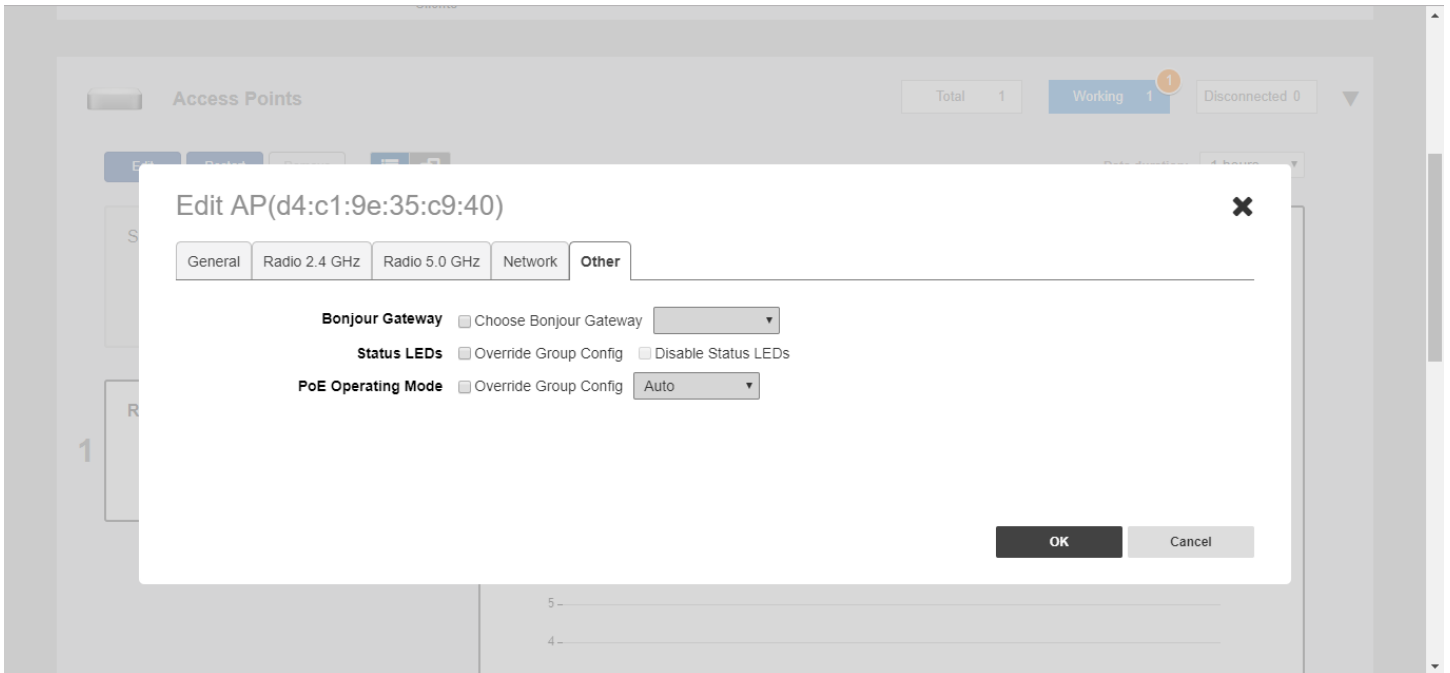 Access Points
Total 1
Working 1
1
Disconnected 0
Edit AP(d4:c1:9e:35:c9:40)
General
Radio 2.4 GHz
Radio 5.0 GHz
Network
Other
Bonjour Gateway Choose Bonjour Gateway
Status LEDs Override Group Config Disable Status LEDs
PoE Operating Mode Override Group Config Auto
1
OK
Cancel
5
4